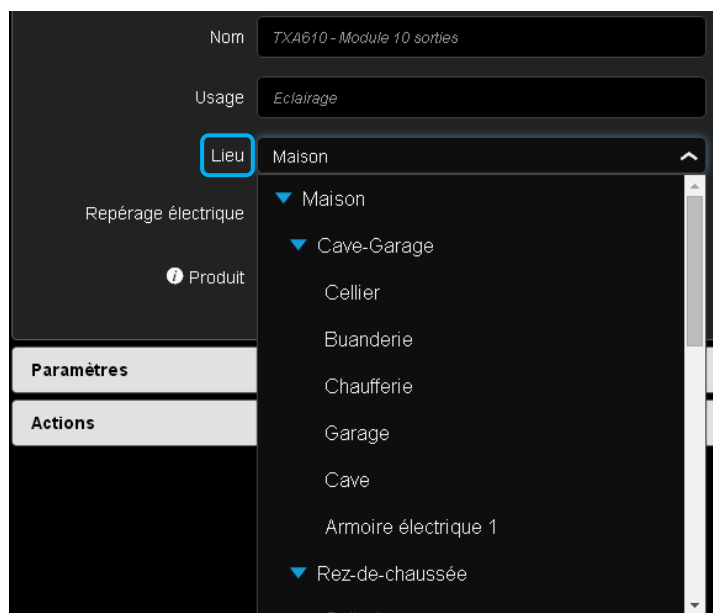 Nom TXA610 - Module 10 sorties
Usage Eclairage
Lieu Maison
Repérage électrique
Maison
Cave-Garage
i Produit
Cellier
Buanderie
Paramètres
Chaufferie
Actions
Garage
Cave
Armoire électrique 1
Rez-de-chaussée